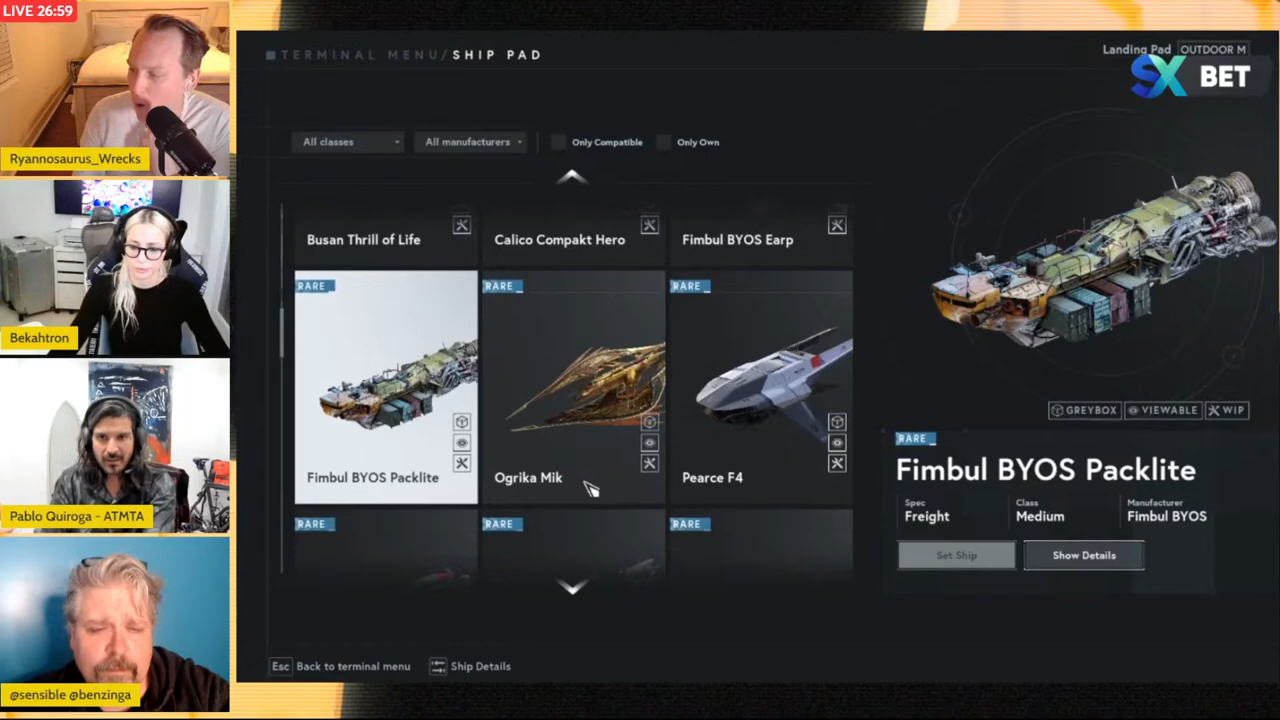 LIVE 26:59
TERMINAL MENU/SHIP PAD
Landing Pad OUTDOOR M
SX BET
All classes
All manufacturers
Only Compatible
Only Own
Ryannosaurus_Wrecks
Busan Thrill of Life
Calico Compakt Hero
Fimbul BYOS Earp
RARE
RARE
RARE
Bekahtron
GREYBOX
VIEWABLE
WIP
RARE
Fimbul BYOS Packlite
Fimbul BYOS Packlite
Ogrika Mik
Pearce F4
Spec
Freight
Class
Medium
Manufacturer
Fimbul BYOS
Pablo Quiroga - ATMTA
RARE
RARE
RARE
Set Ship
Show Details
Esc Back to terminal menu
Ship Details
@sensible @benzinga